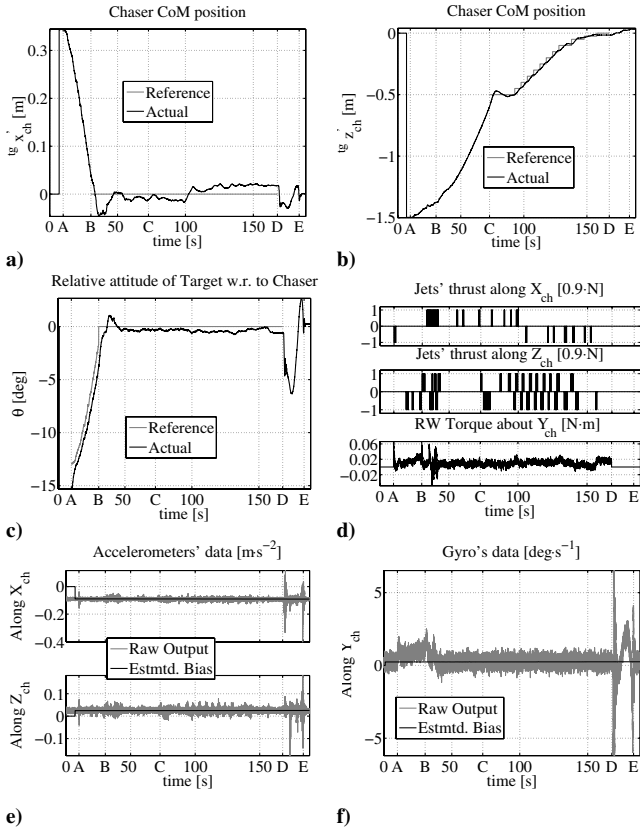 Chaser CoM position
0.3
0.2
0.1
0
tg x'ch [m]
Reference
Actual
0 A B 50 C 100 150 D E
time [s]
a)
Chaser CoM position
0
−0.5
−1
−1.5
tg z'ch [m]
Reference
Actual
0 A B 50 C 100 150 D E
time [s]
b)
Relative attitude of Target w.r. to Chaser
0
−5
−10
−15
θ [deg]
Reference
Actual
0 A B 50 C 100 150 D E
time [s]
c)
Jets' thrust along Xch [0.9·N]
1
0
−1
Jets' thrust along Zch [0.9·N]
1
0
−1
RW Torque about Ych [N·m]
0.06
0.02
−0.02
0 A B 50 C 100 150 D E
time [s]
d)
Accelerometers' data [m·s−2]
0
−0.2
−0.4
Along Xch
Raw Output
Estmtd. Bias
0.1
0
−0.1
Along Zch
0 A B 50 C 100 150 D E
time [s]
e)
Gyro's data [deg·s−1]
5
0
−5
Along Ych
Raw Output
Estmtd. Bias
0 A B 50 C 100 150 D E
time [s]
f)